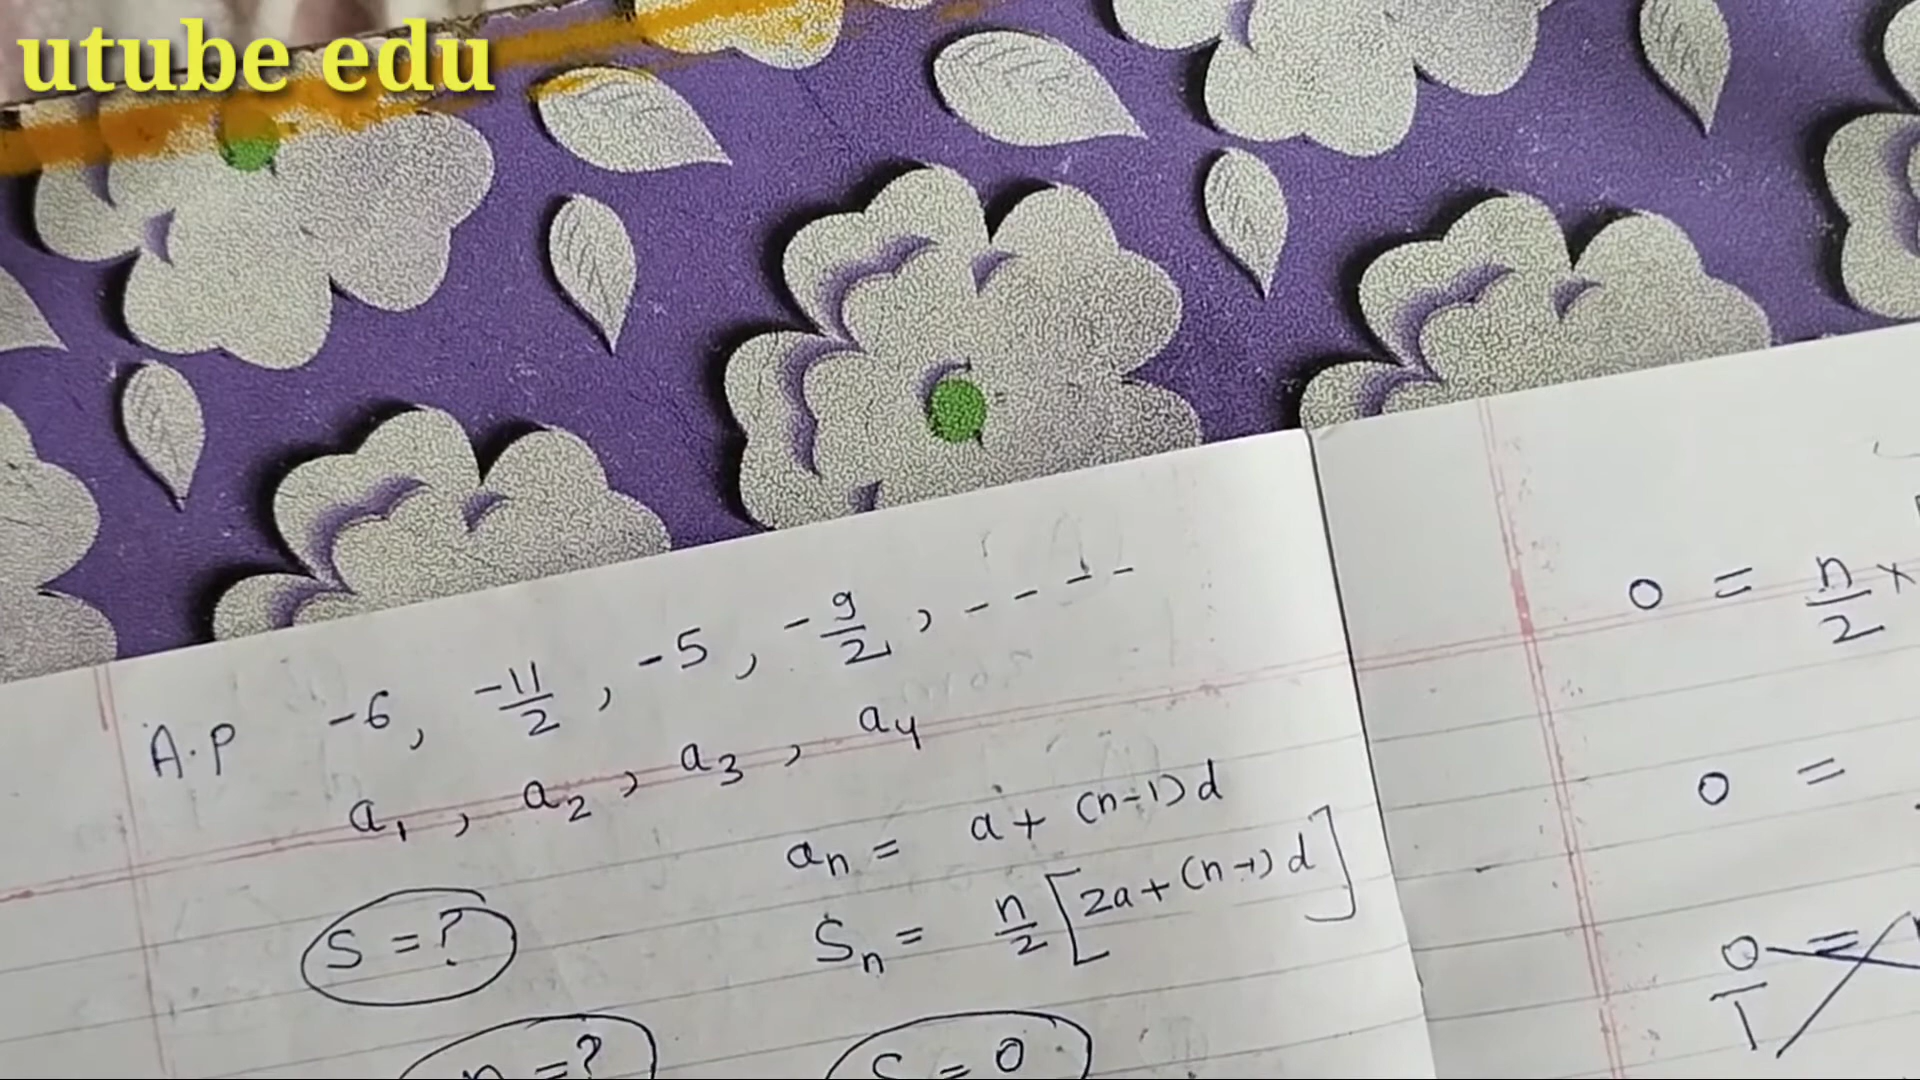 utube edu
A.P -6, -11/2, -5, -9/2, - - - -
a1, a2, a3, a4
an = a + (n-1)d
Sn = n/2 [2a + (n-1)d]
S = ?
n = ?
S = 0
0 = n/2 ×
0 =
0/1 =